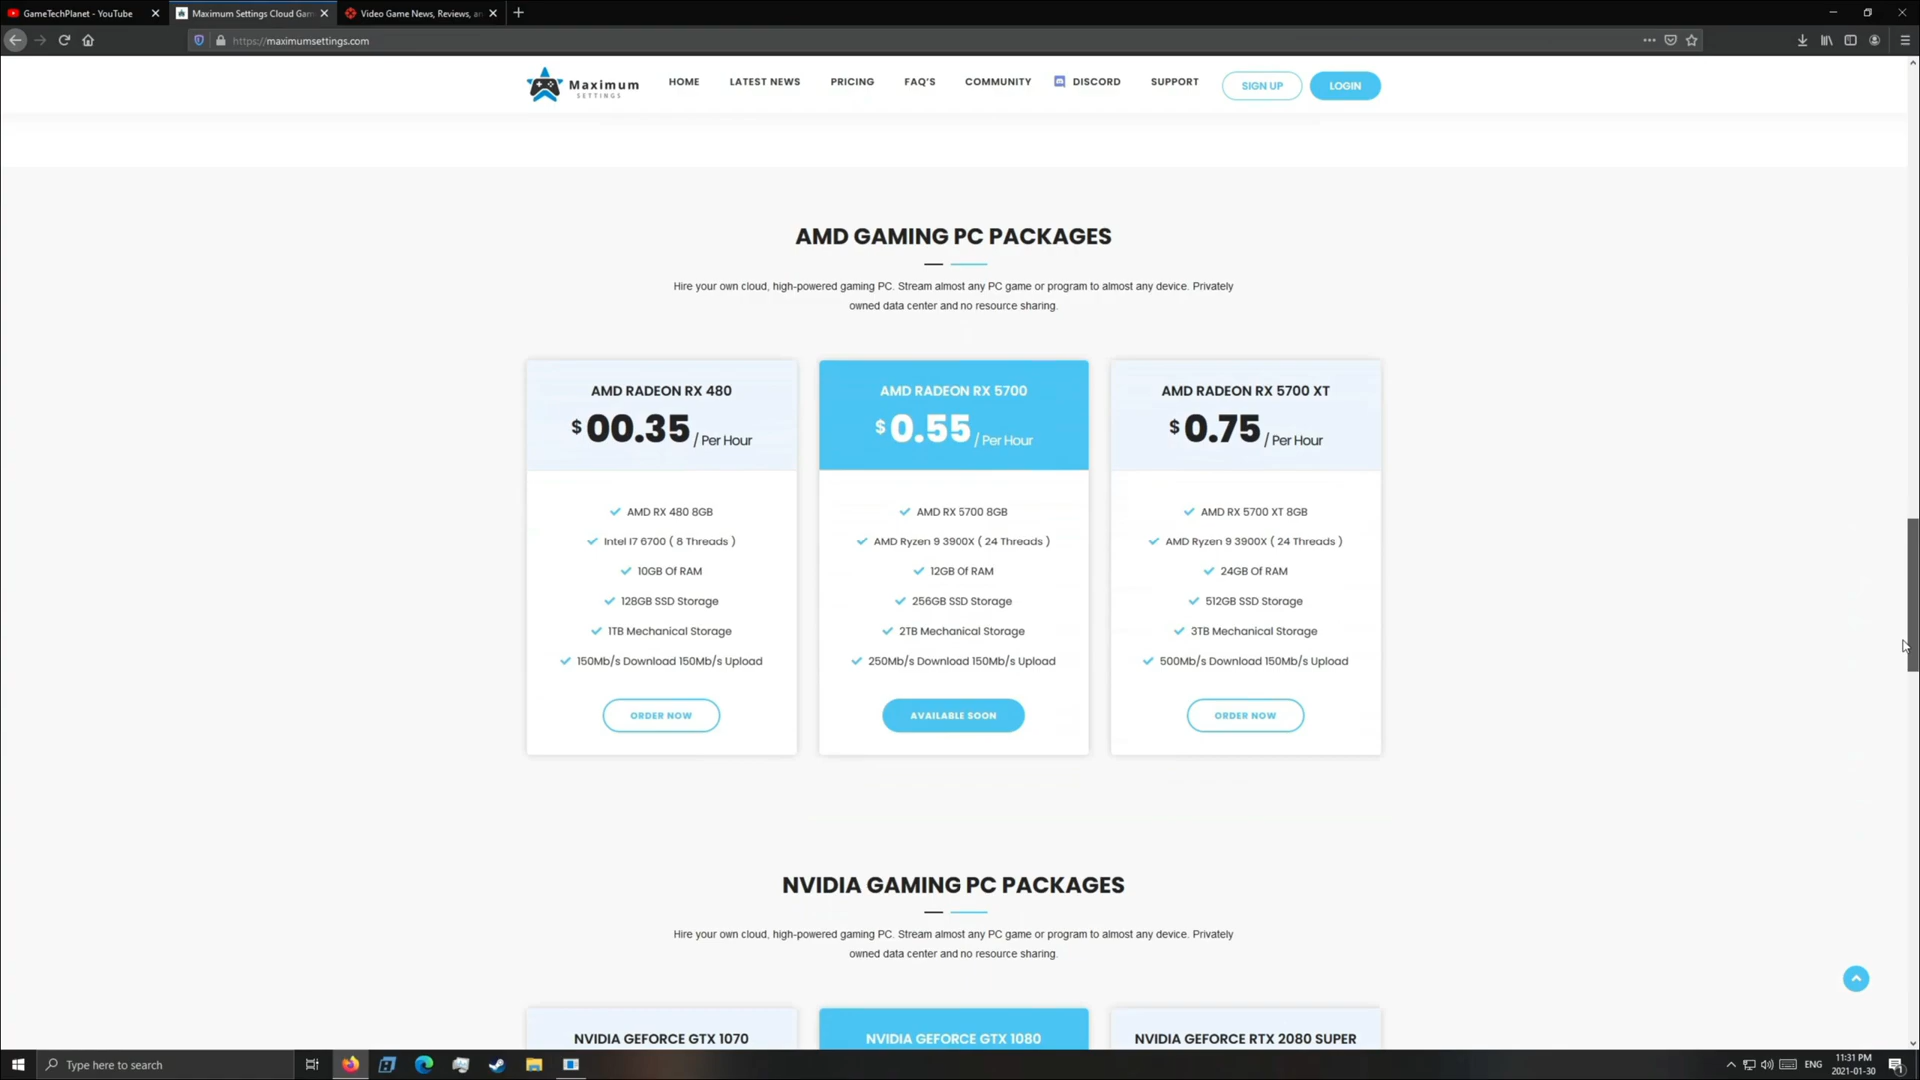 GameTechPlanet - YouTube
Maximum Settings Cloud Gam
Video Game News, Reviews, an
https://maximumsettings.com
Maximum
SETTINGS
HOME
LATEST NEWS
PRICING
FAQ'S
COMMUNITY
DISCORD
SUPPORT
SIGN UP
LOGIN
AMD GAMING PC PACKAGES
Hire your own cloud, high-powered gaming PC. Stream almost any PC game or program to almost any device. Privately
owned data center and no resource sharing.
AMD RADEON RX 480
$ 00.35 / Per Hour
AMD RX 480 8GB
Intel I7 6700 ( 8 Threads )
10GB Of RAM
128GB SSD Storage
1TB Mechanical Storage
150Mb/s Download 150Mb/s Upload
ORDER NOW
AMD RADEON RX 5700
$ 0.55 / Per Hour
AMD RX 5700 8GB
AMD Ryzen 9 3900X ( 24 Threads )
12GB Of RAM
256GB SSD Storage
2TB Mechanical Storage
250Mb/s Download 150Mb/s Upload
AVAILABLE SOON
AMD RADEON RX 5700 XT
$ 0.75 / Per Hour
AMD RX 5700 XT 8GB
AMD Ryzen 9 3900X ( 24 Threads )
24GB Of RAM
512GB SSD Storage
3TB Mechanical Storage
500Mb/s Download 150Mb/s Upload
ORDER NOW
NVIDIA GAMING PC PACKAGES
Hire your own cloud, high-powered gaming PC. Stream almost any PC game or program to almost any device. Privately
owned data center and no resource sharing.
NVIDIA GEFORCE GTX 1070
NVIDIA GEFORCE GTX 1080
NVIDIA GEFORCE RTX 2080 SUPER
Type here to search
ENG
11:31 PM
2021-01-30